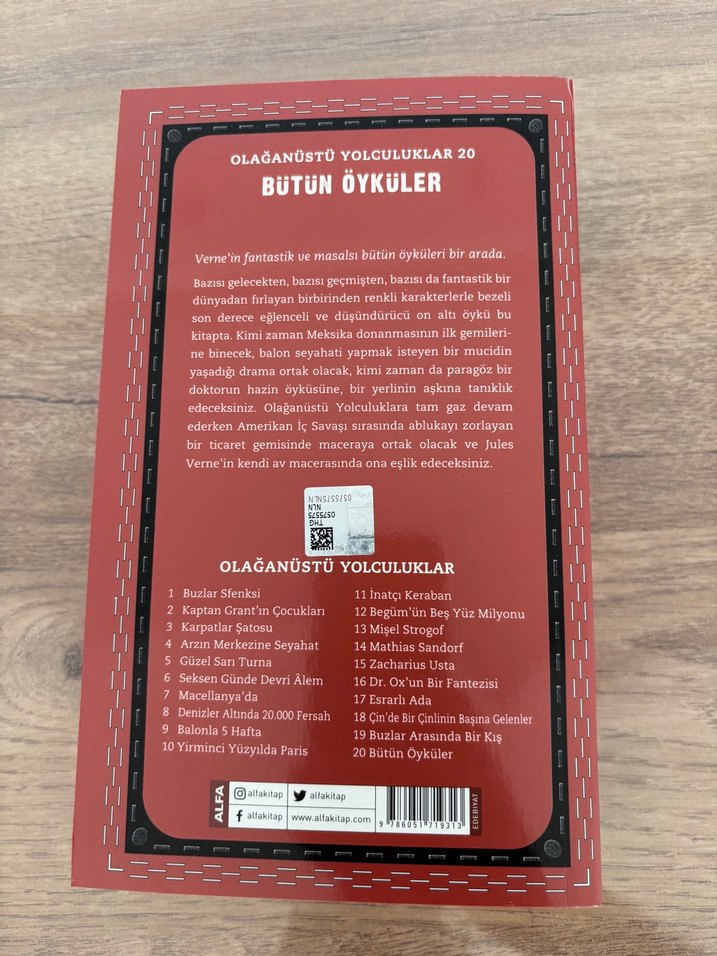 OLAĞANÜSTÜ YOLCULUKLAR 20
BÜTÜN ÖYKÜLER
Verne'in fantastik ve masalsı bütün öyküleri bir arada.
Bazısı gelecekten, bazısı geçmişten, bazısı da fantastik bir
dünyadan fırlayan birbirinden renkli karakterlerle bezeli
son derece eğlenceli ve düşündürücü on altı öykü bu
kitapta. Kimi zaman Meksika donanmasının ilk gemileri-
ne binecek, balon seyahati yapmak isteyen bir mucidin
yaşadığı drama ortak olacak, kimi zaman da paragöz bir
doktorun hazin öyküsüne, bir yerlinin aşkına tanıklık
edeceksiniz. Olağanüstü Yolculuklara tam gaz devam
ederken Amerikan İç Savaşı sırasında ablukayı zorlayan
bir ticaret gemisinde maceraya ortak olacak ve Jules
Verne'in kendi av macerasında ona eşlik edeceksiniz.
THG
0575575
NLN
0575575NLN
OLAĞANÜSTÜ YOLCULUKLAR
1 Buzlar Sfenksi
2 Kaptan Grant'ın Çocukları
3 Karpatlar Şatosu
4 Arzın Merkezine Seyahat
5 Güzel Sarı Turna
6 Seksen Günde Devri Âlem
7 Macellanya'da
8 Denizler Altında 20.000 Fersah
9 Balonla 5 Hafta
10 Yirminci Yüzyılda Paris
11 İnatçı Keraban
12 Begüm'ün Beş Yüz Milyonu
13 Mişel Strogof
14 Mathias Sandorf
15 Zacharius Usta
16 Dr. Ox'un Bir Fantezisi
17 Esrarlı Ada
18 Çin'de Bir Çinlinin Başına Gelenler
19 Buzlar Arasında Bir Kış
20 Bütün Öyküler
ALFA
alfakitap
alfakitap
alfakitap
www.alfakitap.com
9 786051 719313
EDEBİYAT